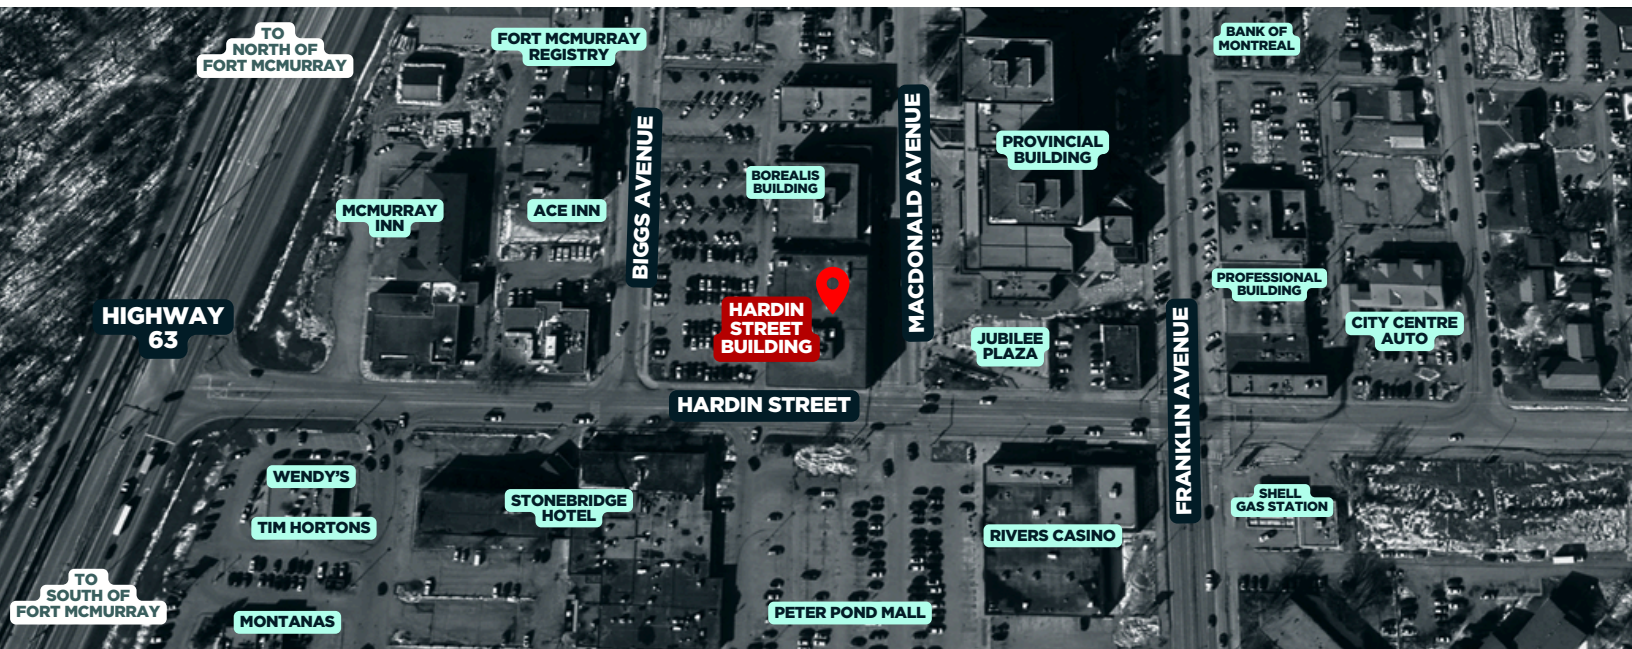 TO
NORTH OF
FORT MCMURRAY
FORT MCMURRAY
REGISTRY
BANK OF
MONTREAL
MACDONALD AVENUE
BIGGS AVENUE
PROVINCIAL
BUILDING
BOREALIS
BUILDING
MCMURRAY
INN
ACE INN
PROFESSIONAL
BUILDING
HIGHWAY
63
HARDIN
STREET
BUILDING
JUBILEE
PLAZA
CITY CENTRE
AUTO
FRANKLIN AVENUE
HARDIN STREET
WENDY'S
TIM HORTONS
STONEBRIDGE
HOTEL
RIVERS CASINO
SHELL
GAS STATION
TO
SOUTH OF
FORT MCMURRAY
MONTANAS
PETER POND MALL